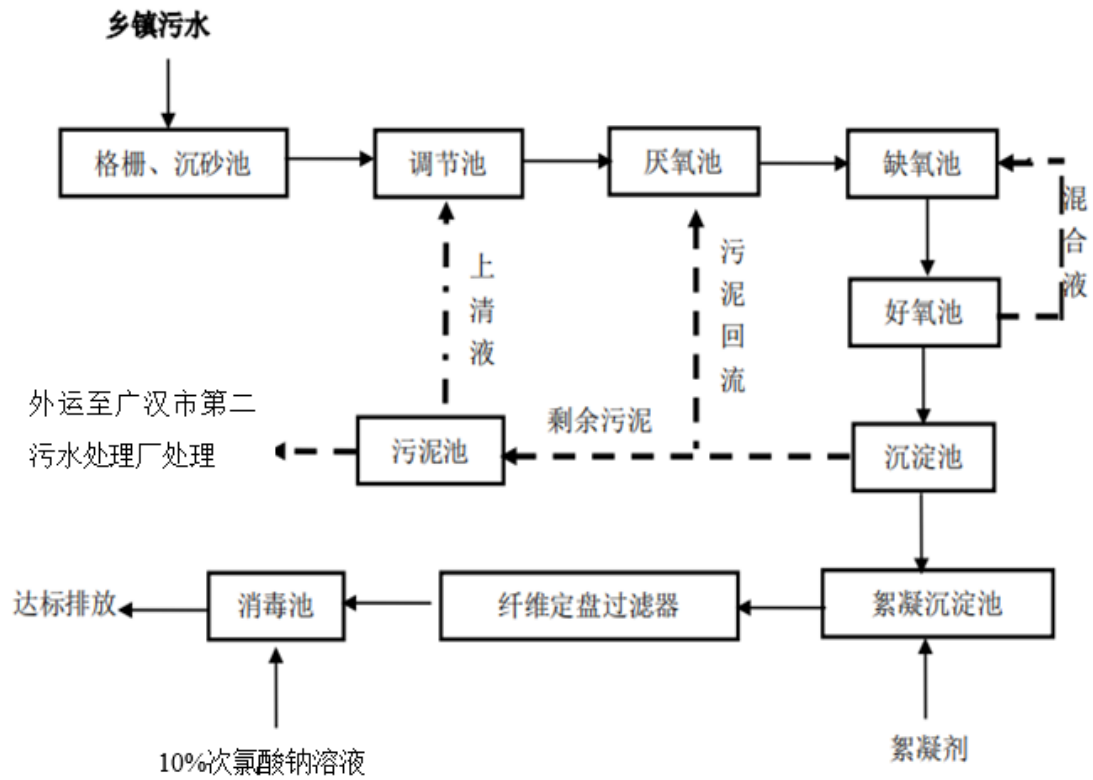 乡镇污水
格栅、沉砂池
调节池
厌氧池
缺氧池
混合液
上清液
污泥回流
好氧池
外运至广汉市第二
污水处理厂处理
污泥池
剩余污泥
沉淀池
达标排放
消毒池
纤维定盘过滤器
絮凝沉淀池
10%次氯酸钠溶液
絮凝剂